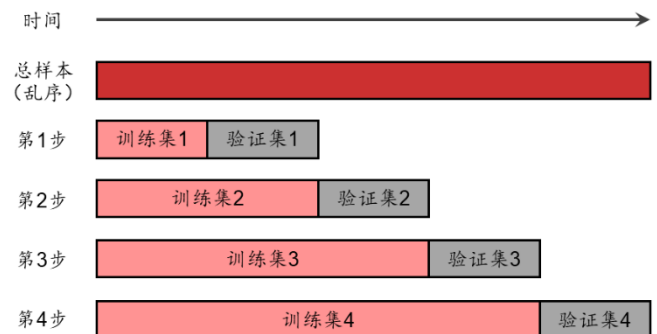 时间
总样本
（乱序）
第1步
训练集1 验证集1
第2步
训练集2 验证集2
第3步
训练集3 验证集3
第4步
训练集4 验证集4